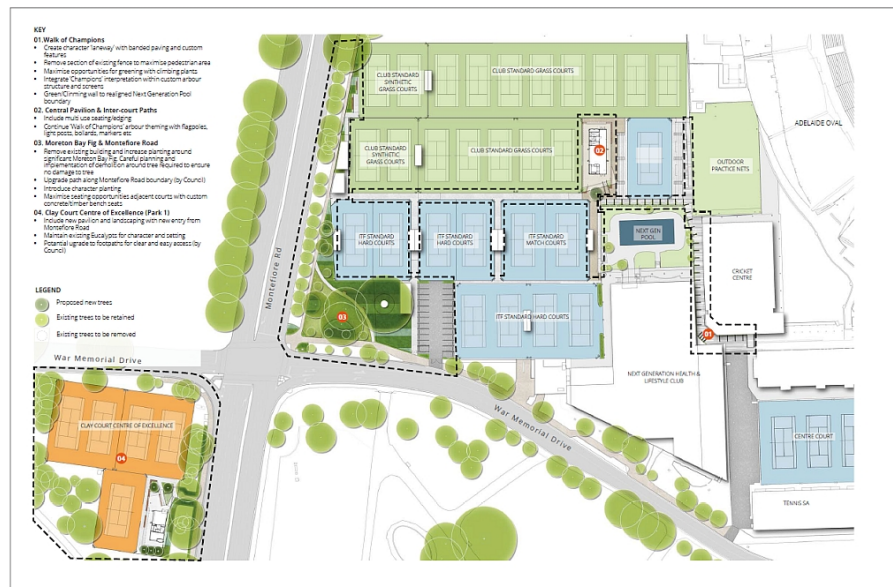 KEY
01.Walk of Champions
• Create character 'laneway' with banded paving and custom
features
• Remove section of existing fence to maximise pedestrian area
• Maximise opportunities for greening with climbing plants
• Integrate 'Champions' interpretation within custom arbour
structure and screens
• Green/Climming wall to realigned Next Generation Pool
boundary
02. Central Pavilion & Inter-court Paths
• Include multi use seating/edging
• Continue 'Walk of Champions' arbour theming with flagpoles,
light posts, bollards, markers etc
03. Moreton Bay Fig & Montefiore Road
• Remove existing building and increase planting around
significant Moreton Bay Fig. Careful planning and
implementation of demolition around tree required to ensure
no damage to tree
• Upgrade path along Montefiore Road boundary (by Council)
• Introduce character planting
• Maximise seating opportunities adjacent courts with custom
concrete/timber bench seats
04. Clay Court Centre of Excellence (Park 1)
• Include new pavilion and landscaping with new entry from
Montefiore Road
• Maintain existing Eucalypts for character and setting
• Potential ugrade to footpaths for clear and easy access (by
Council)
LEGEND
Proposed new trees
Existing trees to be retained
Existing trees to be removed
CLUB STANDARD
SYNTHETIC
GRASS COURTS
CLUB STANDARD GRASS COURTS
CLUB STANDARD
SYNTHETIC
GRASS COURTS
CLUB STANDARD GRASS COURTS
02
OUTDOOR
PRACTICE NETS
ADELAIDE OVAL
ITF STANDARD
HARD COURTS
ITF STANDARD
HARD COURTS
ITF STANDARD
MATCH COURTS
NEXT GEN
POOL
CRICKET
CENTRE
Montefiore Rd
03
ITF STANDARD HARD COURTS
01
War Memorial Drive
NEXT GENERATION HEALTH &
LIFESTYLE CLUB
War Memorial Drive
CLAY COURT CENTRE OF EXCELLENCE
04
CENTRE COURT
TENNIS SA